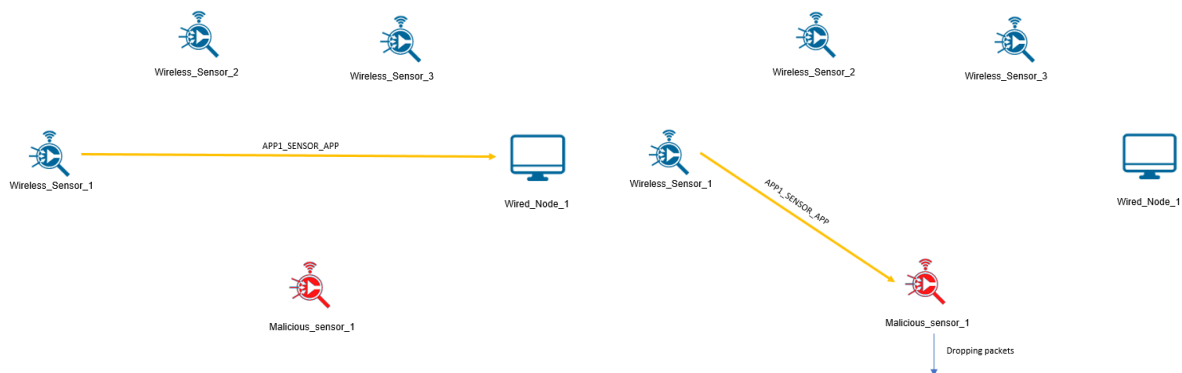 Wireless_Sensor_2
Wireless_Sensor_3
APP1_SENSOR_APP
Wireless_Sensor_1
Wired_Node_1
Malicious_sensor_1
Wireless_Sensor_2
Wireless_Sensor_3
Wireless_Sensor_1
APP1_SENSOR_APP
Wired_Node_1
Malicious_sensor_1
Dropping packets